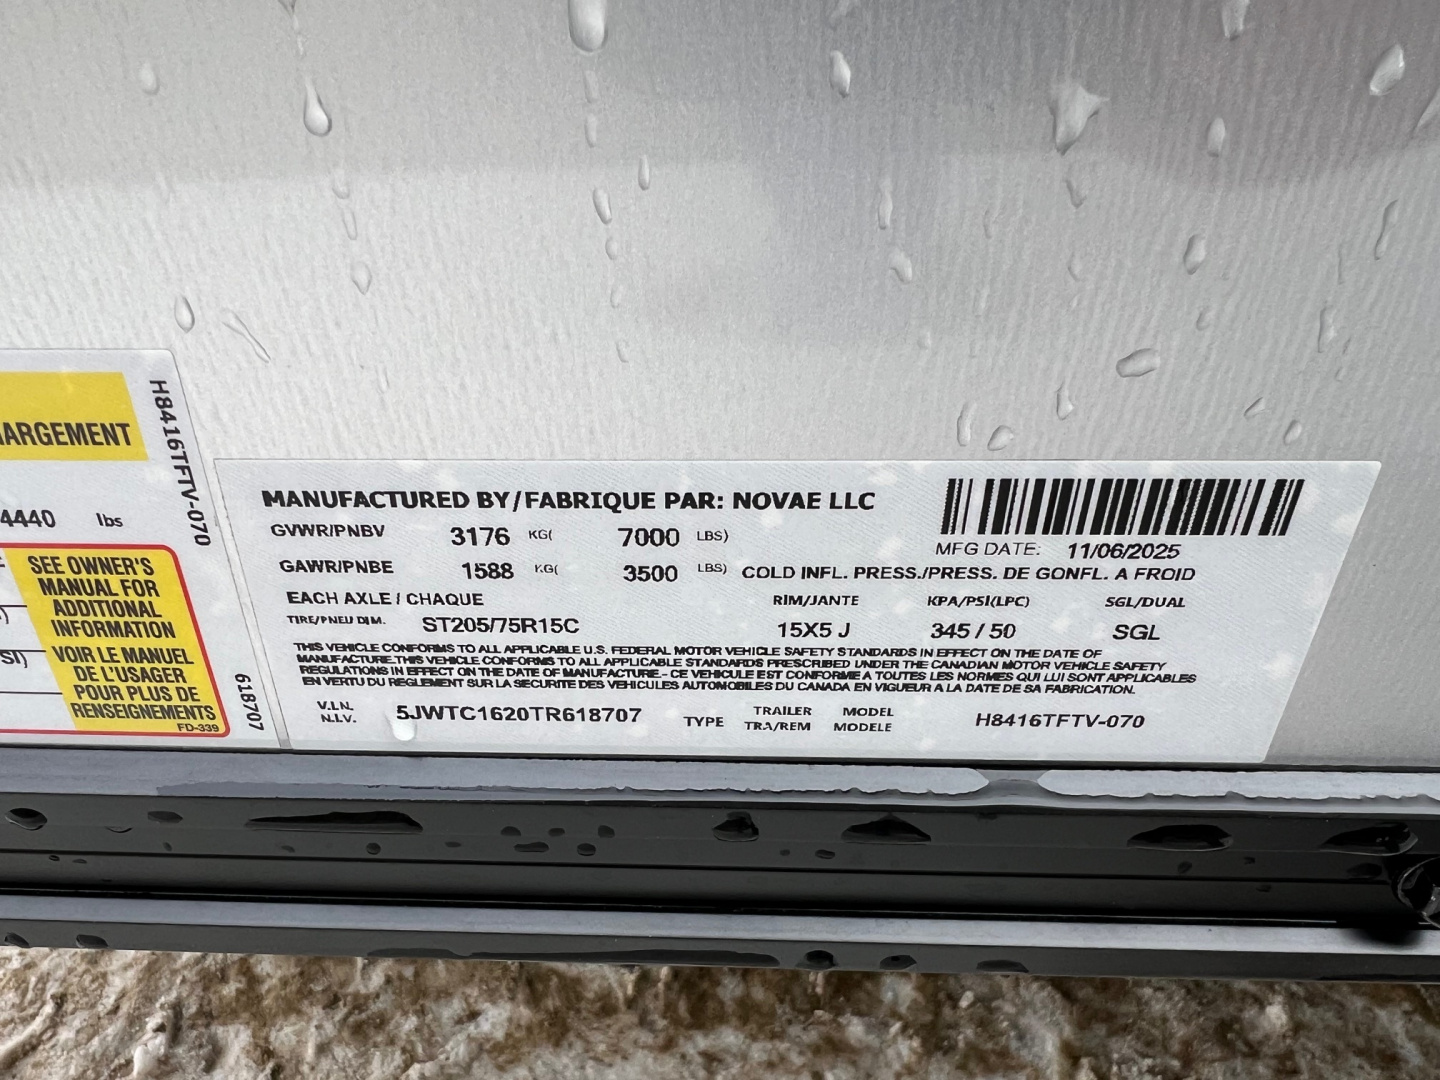 ARGEMENT
4440 lbs
SEE OWNER'S
MANUAL FOR
ADDITIONAL
INFORMATION
VOIR LE MANUEL
DE L'USAGER
POUR PLUS DE
RENSEIGNEMENTS
FD-339
SI)
H8416TFTV-070
618707
MANUFACTURED BY/FABRIQUE PAR: NOVAE LLC
GVWR/PNBV 3176 KG( 7000 LBS)
MFG DATE: 11/06/2025
GAWR/PNBE 1588 KG( 3500 LBS) COLD INFL. PRESS./PRESS. DE GONFL. A FROID
EACH AXLE / CHAQUE RIM/JANTE KPA/PSI(LPC) SGL/DUAL
TIRE/PNEU DIM. ST205/75R15C 15X5 J 345 / 50 SGL
THIS VEHICLE CONFORMS TO ALL APPLICABLE U.S. FEDERAL MOTOR VEHICLE SAFETY STANDARDS IN EFFECT ON THE DATE OF
MANUFACTURE.THIS VEHICLE CONFORMS TO ALL APPLICABLE STANDARDS PRESCRIBED UNDER THE CANADIAN MOTOR VEHICLE SAFETY
REGULATIONS IN EFFECT ON THE DATE OF MANUFACTURE.- CE VEHICULE EST CONFORME A TOUTES LES NORMES QUI LUI SONT APPLICABLES
EN VERTU DU REGLEMENT SUR LA SECURITE DES VEHICULES AUTOMOBILES DU CANADA EN VIGUEUR A LA DATE DE SA FABRICATION.
V.I.N. 5JWTC1620TR618707 TYPE TRAILER MODEL H8416TFTV-070
N.I.V. TRA/REM MODELE